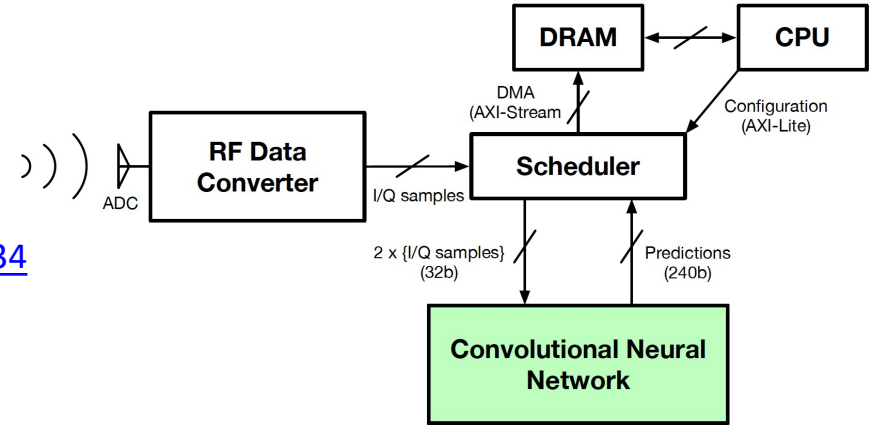 DRAM
CPU
DMA
(AXI-Stream
Configuration
(AXI-Lite)
RF Data
Converter
Scheduler
ADC
I/Q samples
34
2 x {I/Q samples}
(32b)
Predictions
(240b)
Convolutional Neural
Network